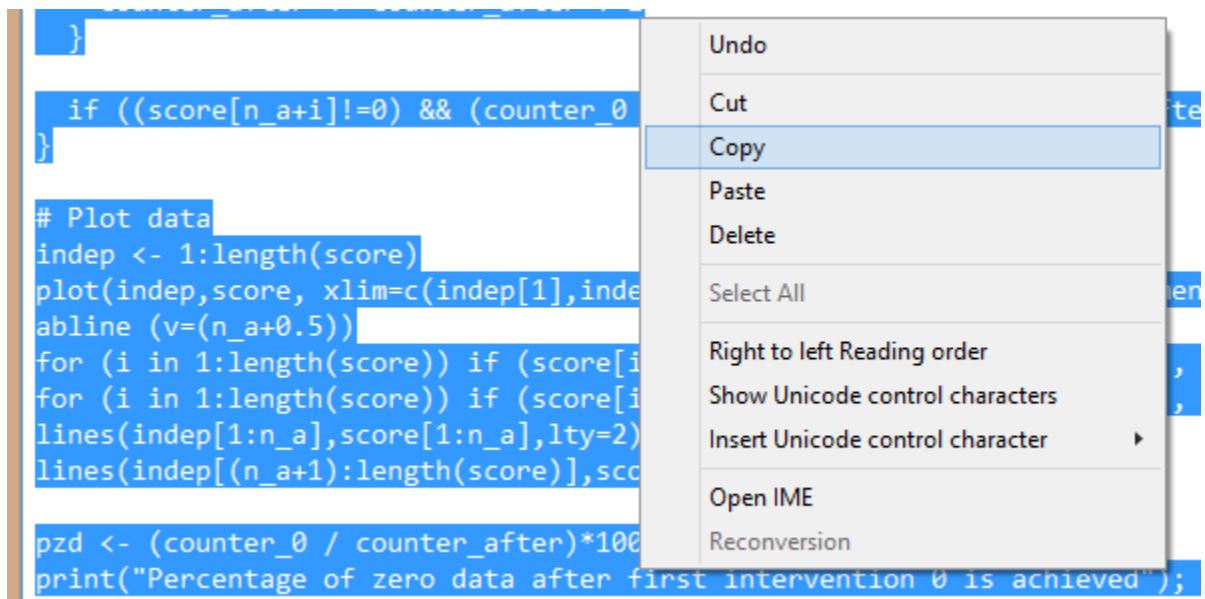 }
if ((score[n_a+i]!=0) && (counter_0
}
# Plot data
indep <- 1:length(score)
plot(indep,score, xlim=c(indep[1],inde
abline (v=(n_a+0.5))
for (i in 1:length(score)) if (score[i
for (i in 1:length(score)) if (score[i
lines(indep[1:n_a],score[1:n_a],lty=2)
lines(indep[(n_a+1):length(score)],sco
pzd <- (counter_0 / counter_after)*100
print("Percentage of zero data after first intervention 0 is achieved");
Undo
Cut
Copy
Paste
Delete
Select All
Right to left Reading order
Show Unicode control characters
Insert Unicode control character
Open IME
Reconversion